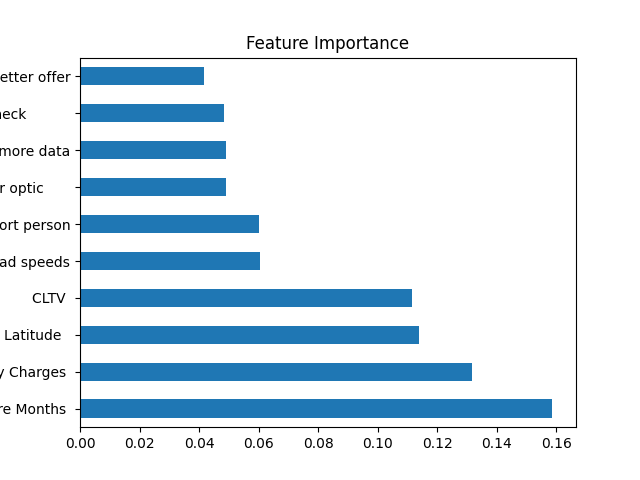 Feature Importance
etter offer
eck
more data
r optic
ort person
ad speeds
CLTV
Latitude
y Charges
re Months
0.00 0.02 0.04 0.06 0.08 0.10 0.12 0.14 0.16